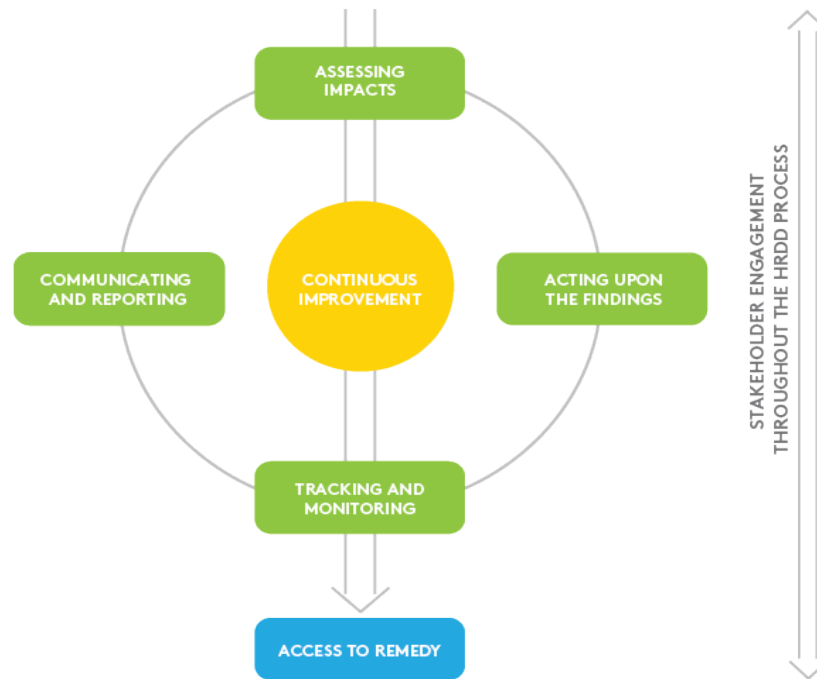 ASSESSING
IMPACTS
COMMUNICATING
AND REPORTING
CONTINUOUS
IMPROVEMENT
ACTING UPON
THE FINDINGS
TRACKING AND
MONITORING
ACCESS TO REMEDY
STAKEHOLDER ENGAGEMENT
THROUGHOUT THE HRDD PROCESS